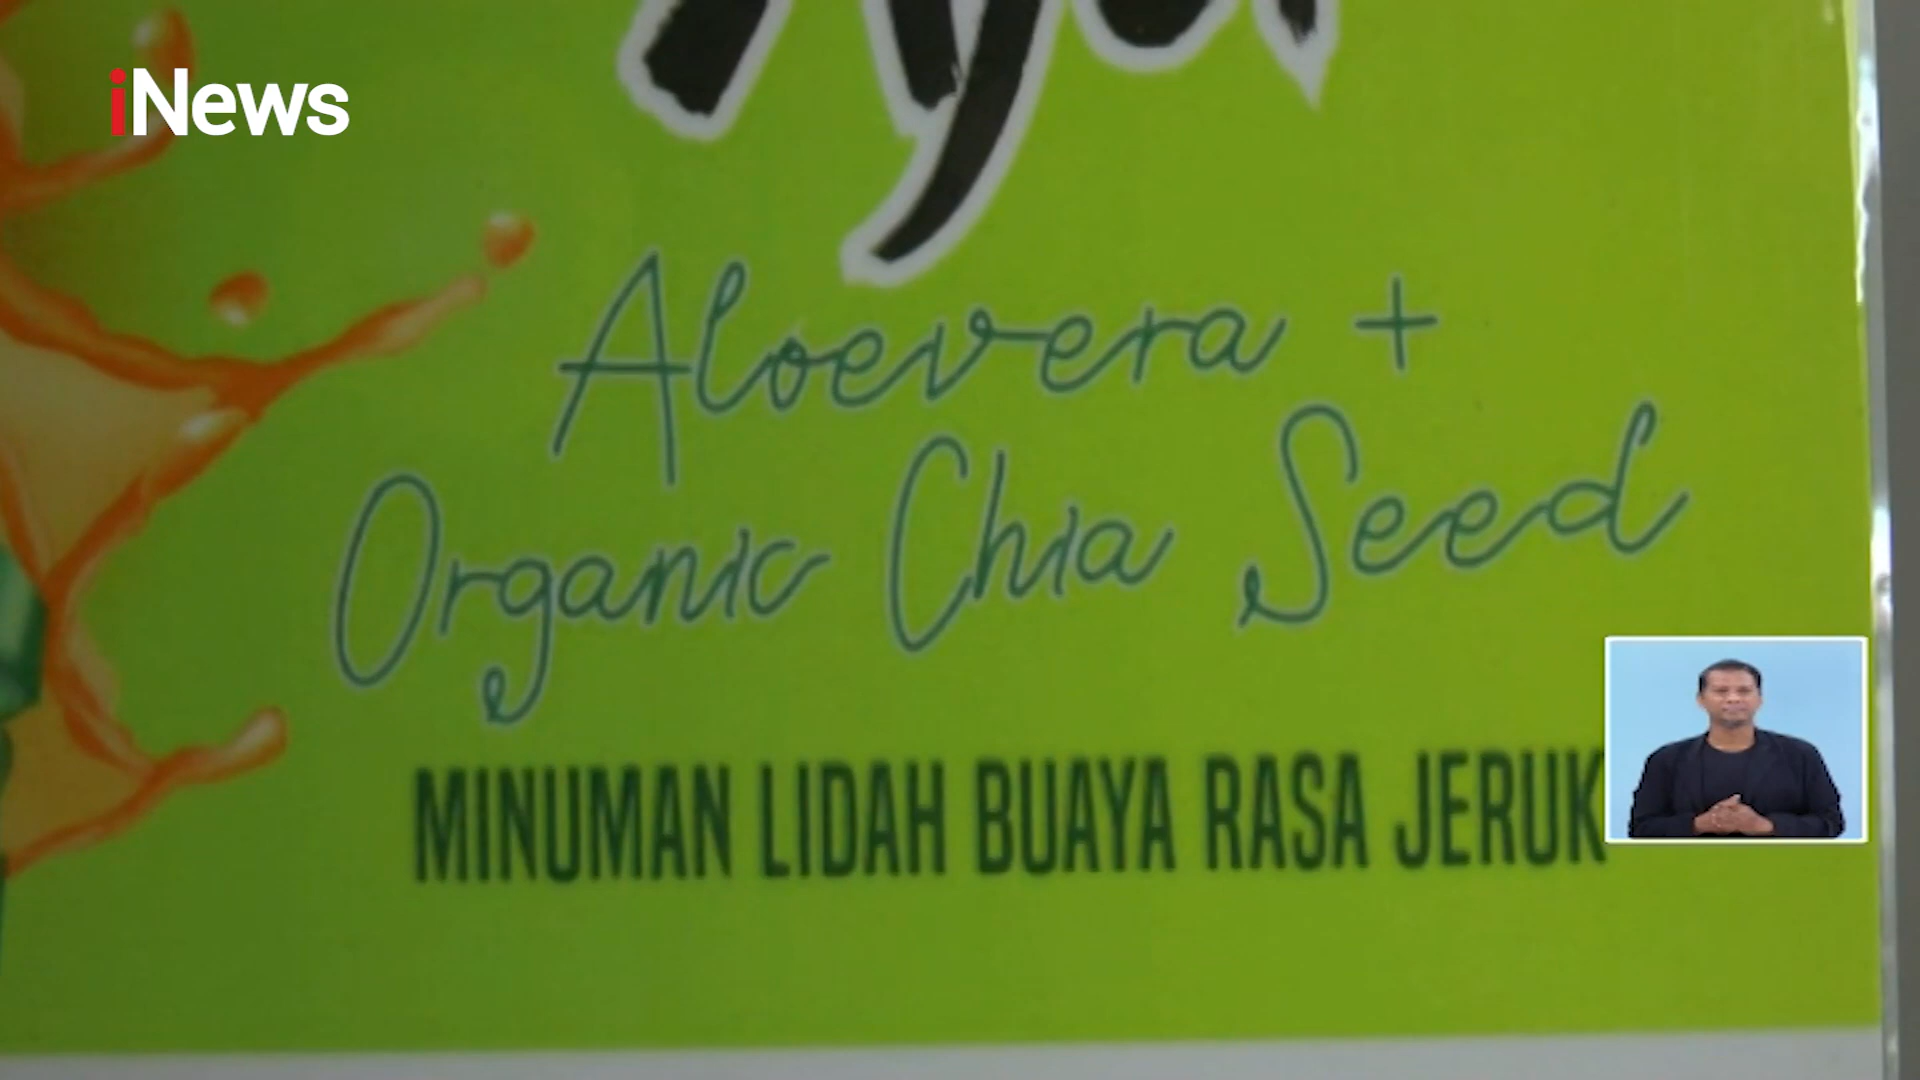 iNews
Aloevera +
Organic Chia Seed
MINUMAN LIDAH BUAYA RASA JERUK